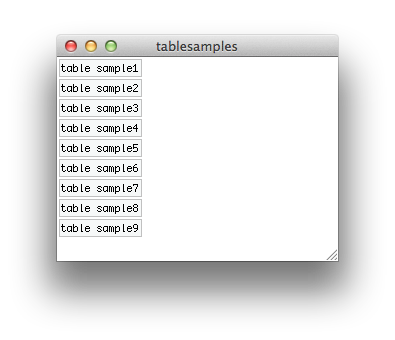 tablesamples
table sample1
table sample2
table sample3
table sample4
table sample5
table sample6
table sample7
table sample8
table sample9